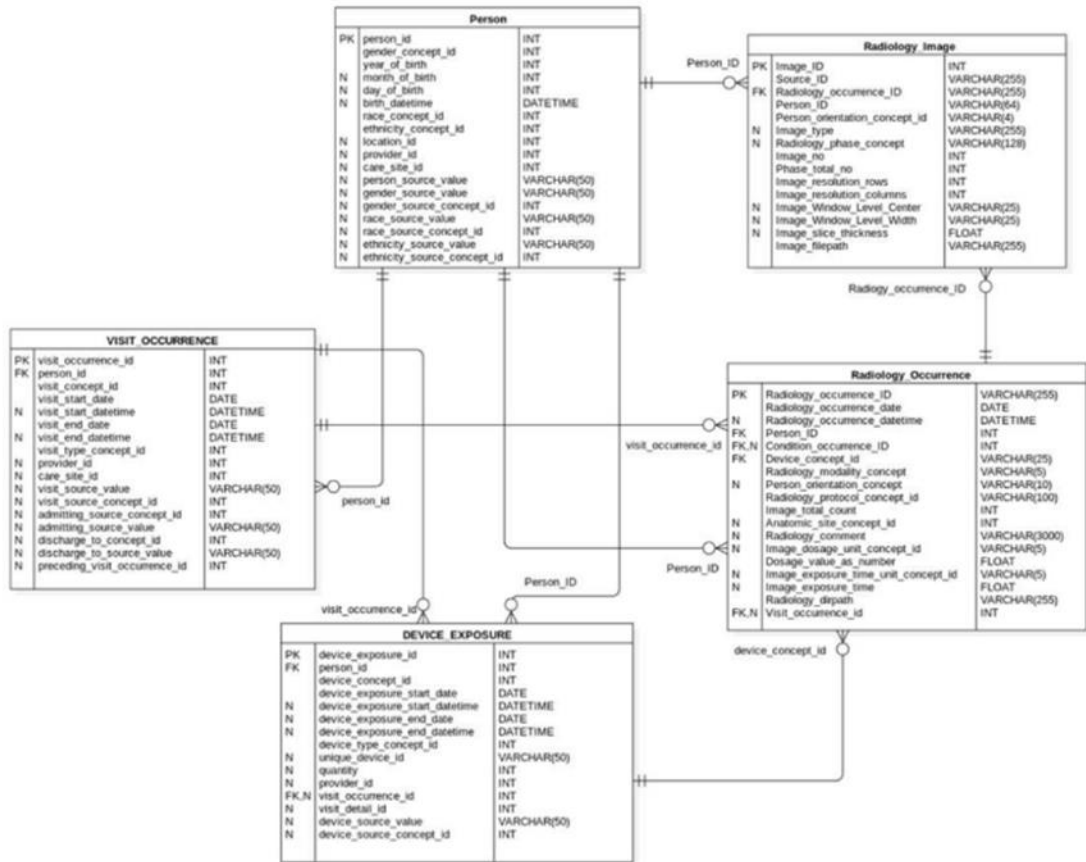 Person
PK person_id INT
gender_concept_id INT
year_of_birth INT
N month_of_birth INT
N day_of_birth INT
N birth_datetime DATETIME
race_concept_id INT
ethnicity_concept_id INT
N location_id INT
N provider_id INT
N care_site_id INT
N person_source_value VARCHAR(50)
N gender_source_value VARCHAR(50)
N gender_source_concept_id INT
N race_source_value VARCHAR(50)
N race_source_concept_id INT
N ethnicity_source_value VARCHAR(50)
N ethnicity_source_concept_id INT
Person_ID
Radiology_Image
PK Image_ID INT
Source_ID VARCHAR(255)
FK Radiology_occurrence_ID VARCHAR(255)
Person_ID VARCHAR(64)
Person_orientation_concept_id VARCHAR(4)
N Image_type VARCHAR(255)
N Radiology_phase_concept VARCHAR(128)
Image_no INT
Phase_total_no INT
Image_resolution_rows INT
Image_resolution_columns INT
N Image_Window_Level_Center VARCHAR(25)
N Image_Window_Level_Width VARCHAR(25)
N Image_slice_thickness FLOAT
Image_filepath VARCHAR(255)
Radiogy_occurrence_ID
VISIT_OCCURRENCE
PK visit_occurrence_id INT
FK person_id INT
visit_concept_id INT
visit_start_date DATE
N visit_start_datetime DATETIME
visit_end_date DATE
N visit_end_datetime DATETIME
visit_type_concept_id INT
N provider_id INT
N care_site_id INT
N visit_source_value VARCHAR(50)
N visit_source_concept_id INT
N admitting_source_concept_id INT
N admitting_source_value VARCHAR(50)
N discharge_to_concept_id INT
N discharge_to_source_value VARCHAR(50)
N preceding_visit_occurrence_id INT
person_id
visit_occurrence_id
Radiology_Occurrence
PK Radiology_occurrence_ID VARCHAR(255)
Radiology_occurrence_date DATE
N Radiology_occurrence_datetime DATETIME
FK Person_ID INT
FK,N Condition_occurrence_ID INT
FK Device_concept_id VARCHAR(25)
Radiology_modality_concept VARCHAR(5)
N Person_orientation_concept VARCHAR(10)
Radiology_protocol_concept_id VARCHAR(100)
Image_total_count INT
N Anatomic_site_concept_id INT
N Radiology_comment VARCHAR(3000)
N Image_dosage_unit_concept_id VARCHAR(5)
Dosage_value_as_number FLOAT
N Image_exposure_time_unit_concept_id VARCHAR(5)
N Image_exposure_time FLOAT
Radiology_dirpath VARCHAR(255)
FK,N Visit_occurrence_id INT
Person_ID
Person_ID
visit_occurrence_id
device_concept_id
DEVICE_EXPOSURE
PK device_exposure_id INT
FK person_id INT
device_concept_id INT
device_exposure_start_date DATE
N device_exposure_start_datetime DATETIME
N device_exposure_end_date DATE
N device_exposure_end_datetime DATETIME
device_type_concept_id INT
N unique_device_id VARCHAR(50)
N quantity INT
N provider_id INT
FK,N visit_occurrence_id INT
N visit_detail_id INT
N device_source_value VARCHAR(50)
N device_source_concept_id INT